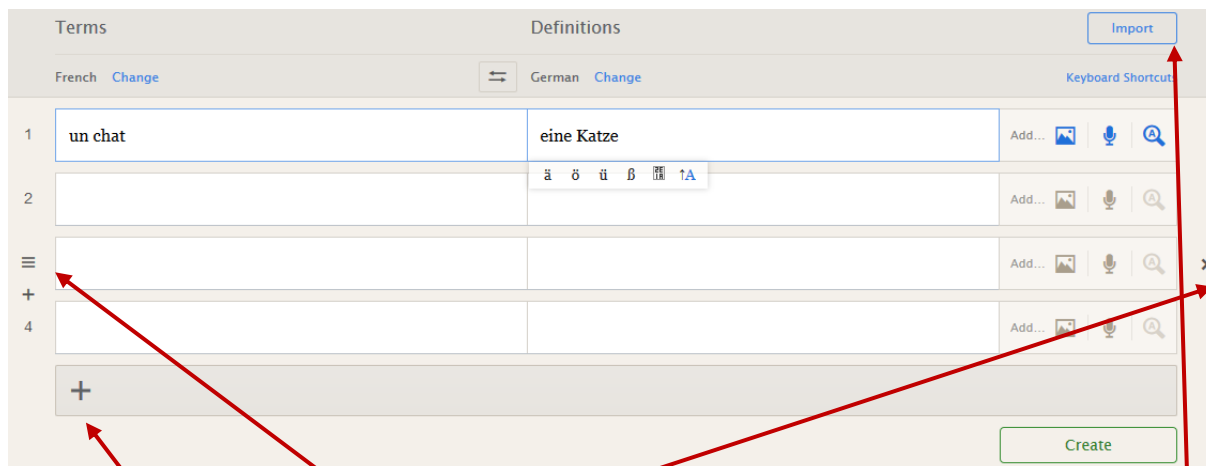 Terms Definitions Import
French Change German Change Keyboard Shortcuts
1 un chat eine Katze Add...
ä ö ü ß ↑A
2 Add...
Add...
4 Add...
Create